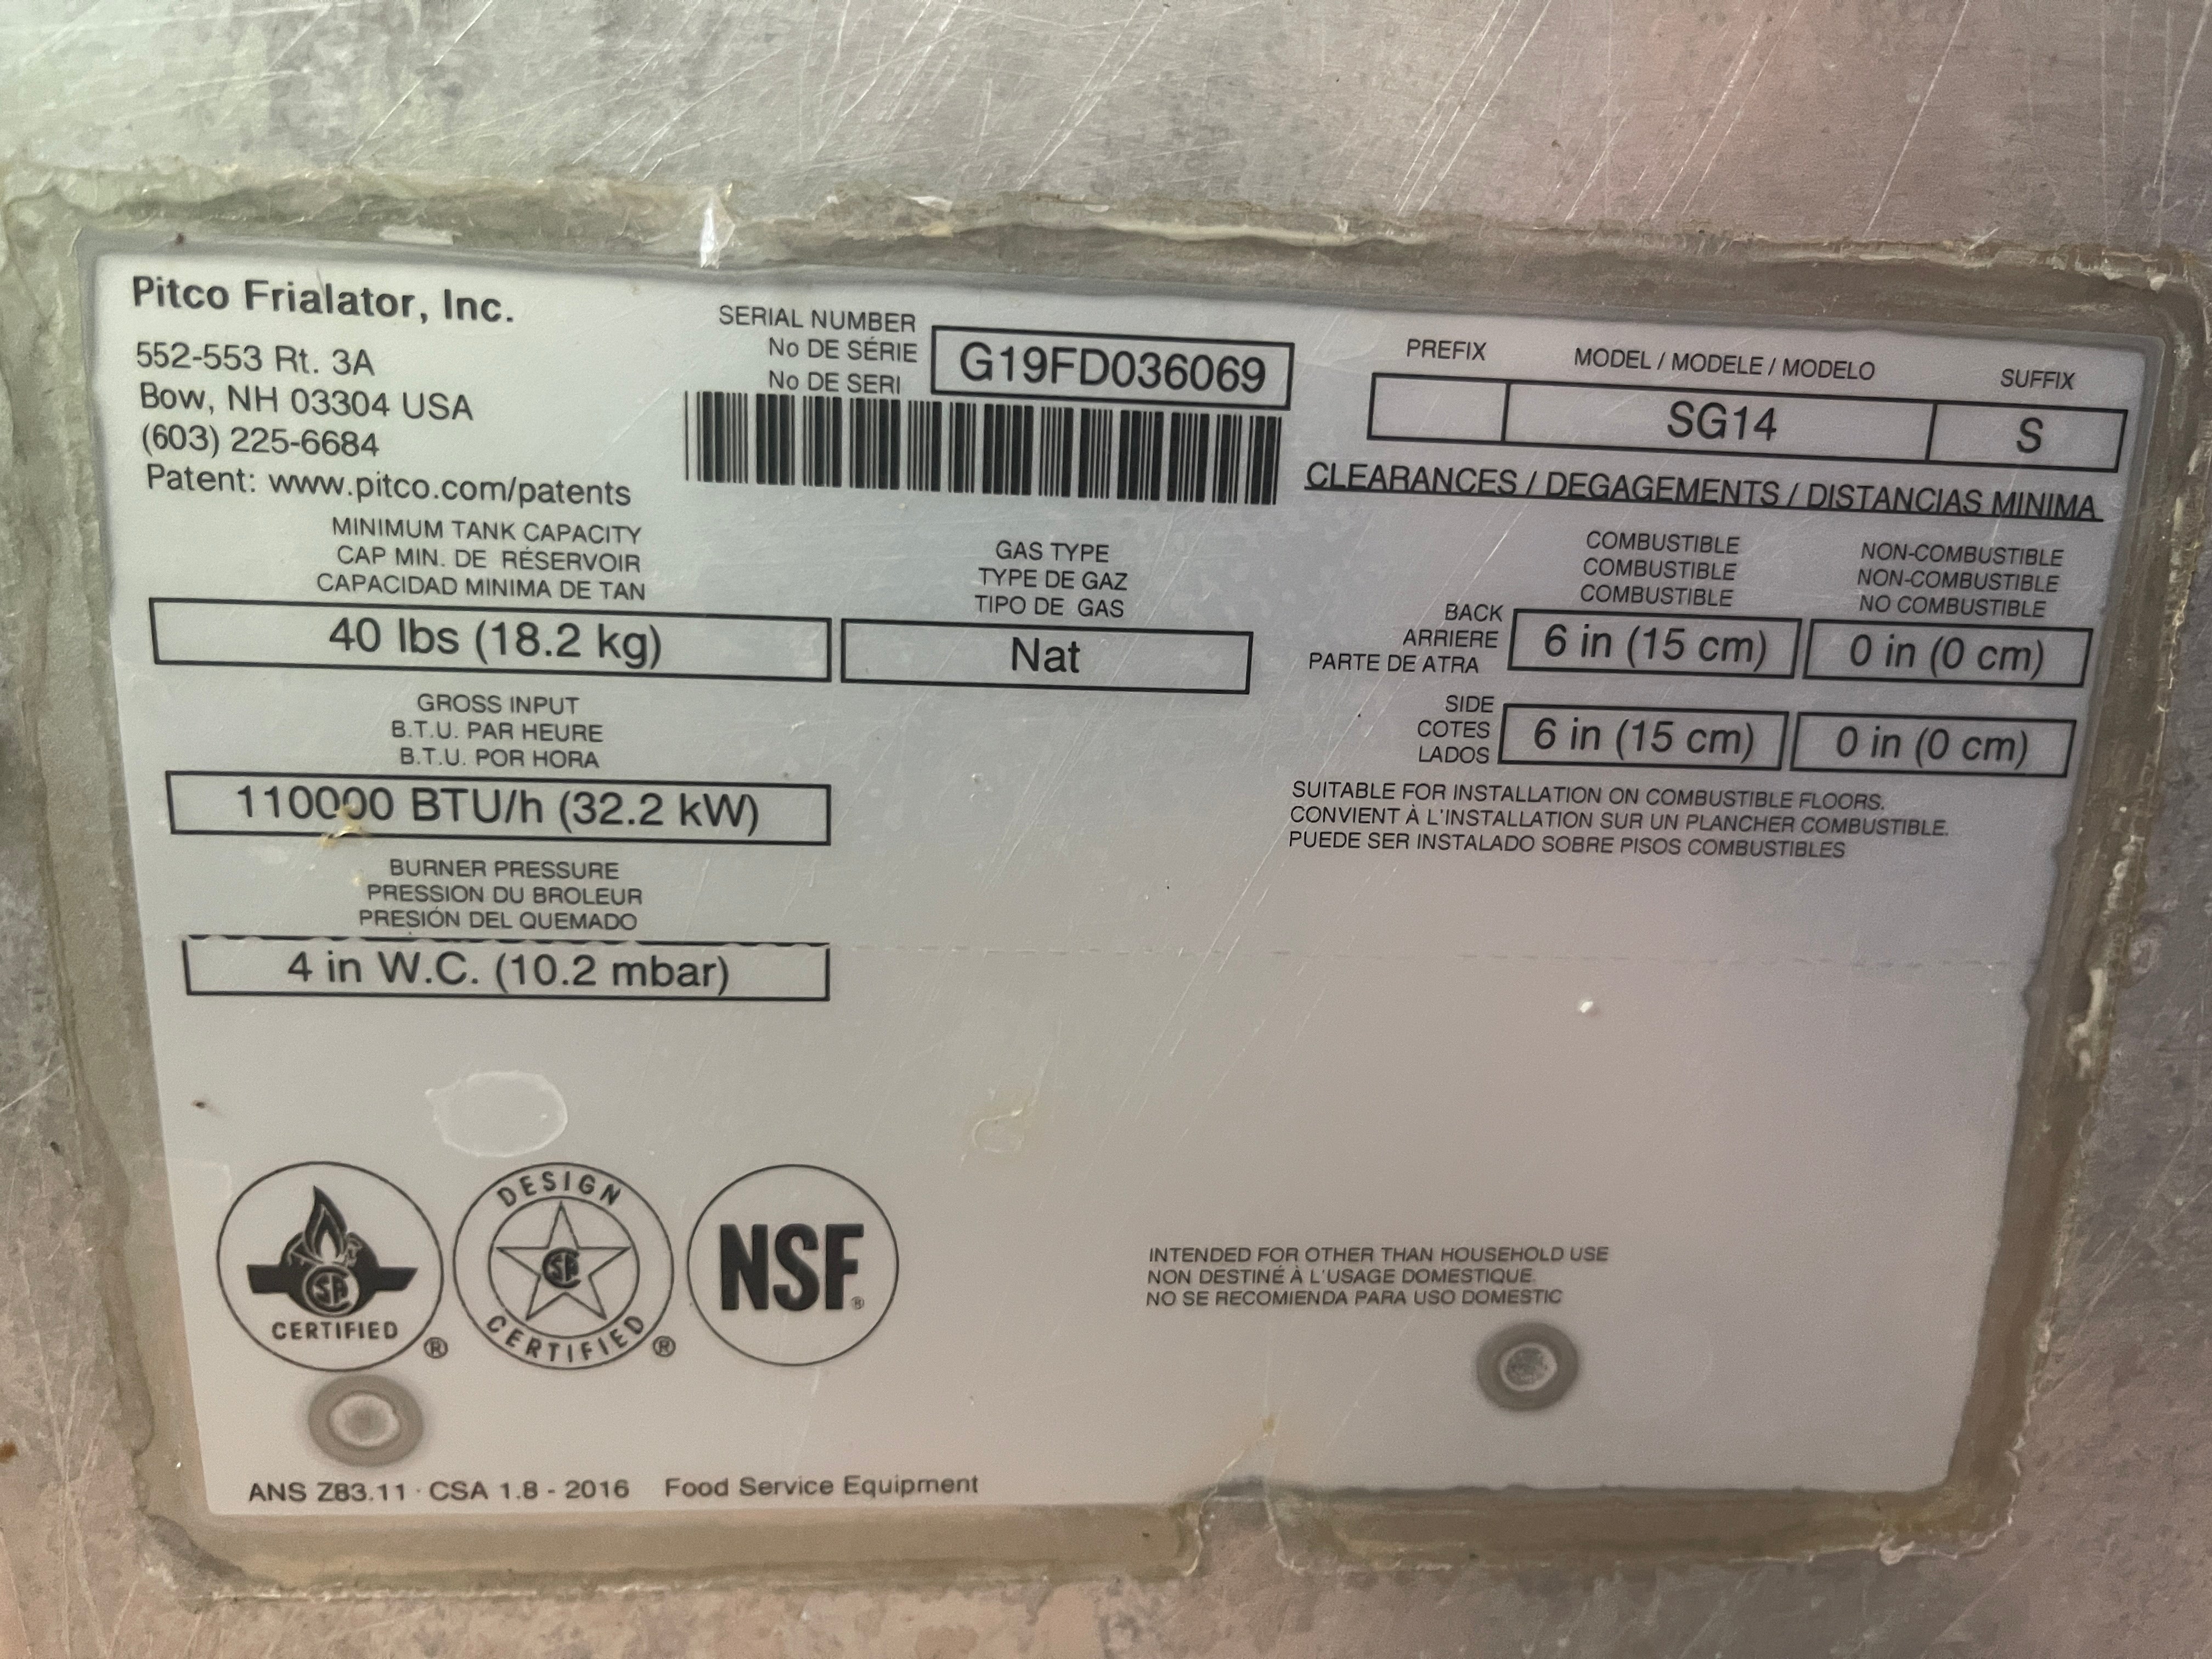 Pitco Frialator, Inc.
552-553 Rt. 3A
Bow, NH 03304 USA
(603) 225-6684
Patent: www.pitco.com/patents
SERIAL NUMBER
No DE SÉRIE
No DE SERI
G19FD036069
PREFIX
MODEL / MODELE / MODELO
SUFFIX
SG14
S
CLEARANCES / DEGAGEMENTS / DISTANCIAS MINIMA
MINIMUM TANK CAPACITY
CAP MIN. DE RÉSERVOIR
CAPACIDAD MINIMA DE TAN
40 lbs (18.2 kg)
GAS TYPE
TYPE DE GAZ
TIPO DE GAS
Nat
COMBUSTIBLE
COMBUSTIBLE
COMBUSTIBLE
NON-COMBUSTIBLE
NON-COMBUSTIBLE
NO COMBUSTIBLE
BACK
ARRIERE
PARTE DE ATRA
6 in (15 cm)
0 in (0 cm)
SIDE
COTES
LADOS
6 in (15 cm)
0 in (0 cm)
GROSS INPUT
B.T.U. PAR HEURE
B.T.U. POR HORA
110000 BTU/h (32.2 kW)
SUITABLE FOR INSTALLATION ON COMBUSTIBLE FLOORS.
CONVIENT À L'INSTALLATION SUR UN PLANCHER COMBUSTIBLE.
PUEDE SER INSTALADO SOBRE PISOS COMBUSTIBLES
BURNER PRESSURE
PRESSION DU BROLEUR
PRESIÓN DEL QUEMADO
4 in W.C. (10.2 mbar)
SA
CERTIFIED
®
DESIGN
SA
CERTIFIED
®
NSF®
INTENDED FOR OTHER THAN HOUSEHOLD USE
NON DESTINÉ À L'USAGE DOMESTIQUE.
NO SE RECOMIENDA PARA USO DOMESTIC
ANS Z83.11 · CSA 1.8 - 2016 Food Service Equipment